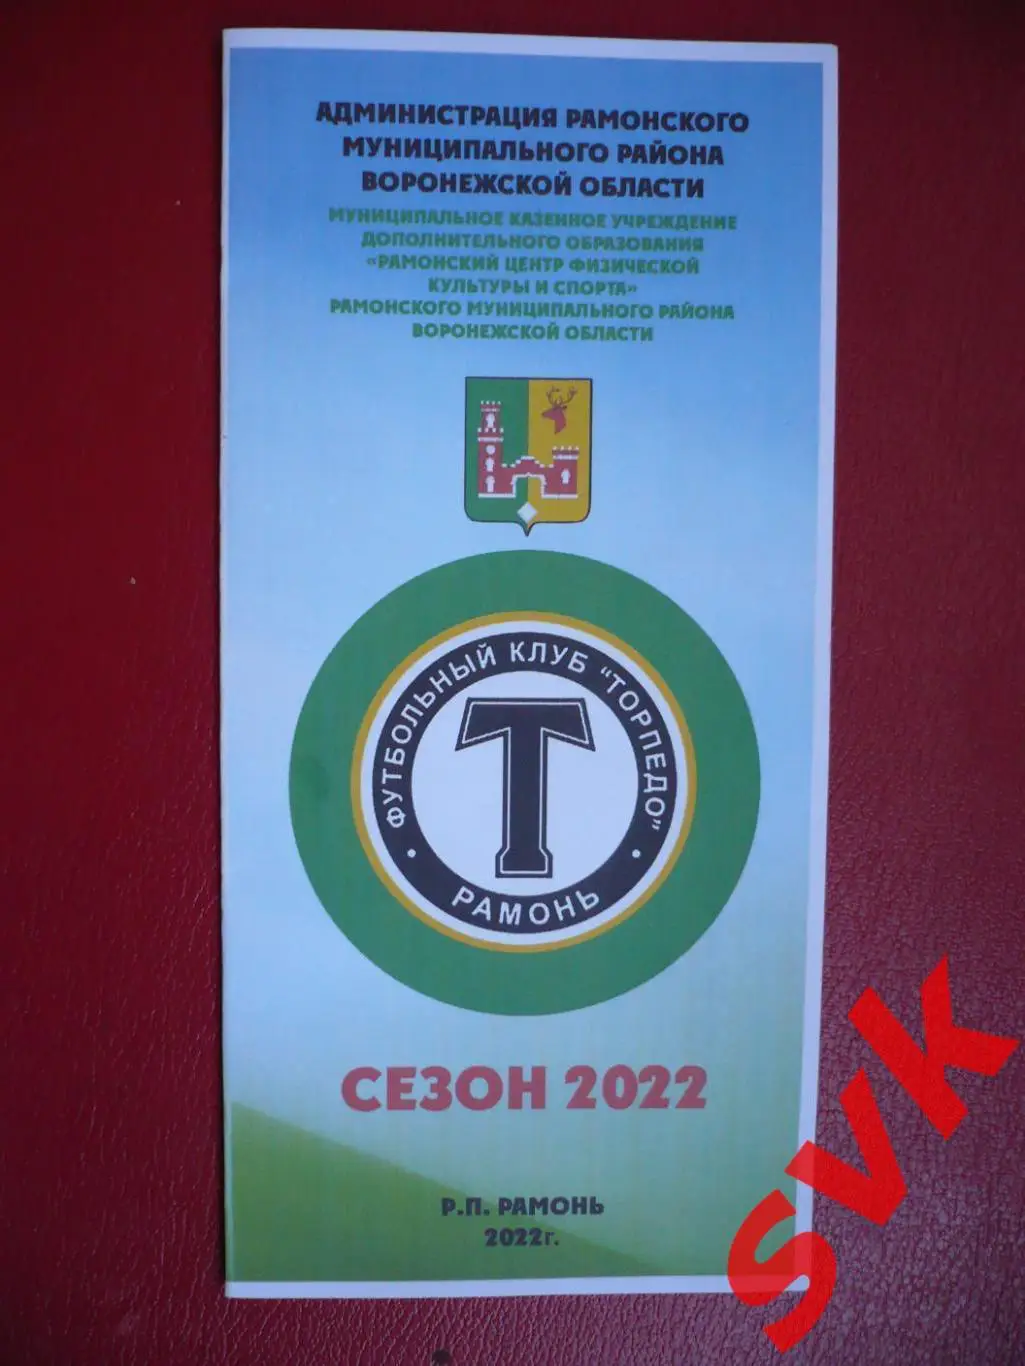 АДМИНИСТРАЦИЯ РАМОНСКОГО
МУНИЦИПАЛЬНОГО РАЙОНА
ВОРОНЕЖСКОЙ ОБЛАСТИ
МУНИЦИПАЛЬНОЕ КАЗЕННОЕ УЧРЕЖДЕНИЕ
ДОПОЛНИТЕЛЬНОГО ОБРАЗОВАНИЯ
«РАМОНСКИЙ ЦЕНТР ФИЗИЧЕСКОЙ
КУЛЬТУРЫ И СПОРТА»
РАМОНСКОГО МУНИЦИПАЛЬНОГО РАЙОНА
ВОРОНЕЖСКОЙ ОБЛАСТИ
ФУТБОЛЬНЫЙ КЛУБ "ТОРПЕДО"
Т
• РАМОНЬ •
СЕЗОН 2022
Р.П. РАМОНЬ
2022г.
SVK